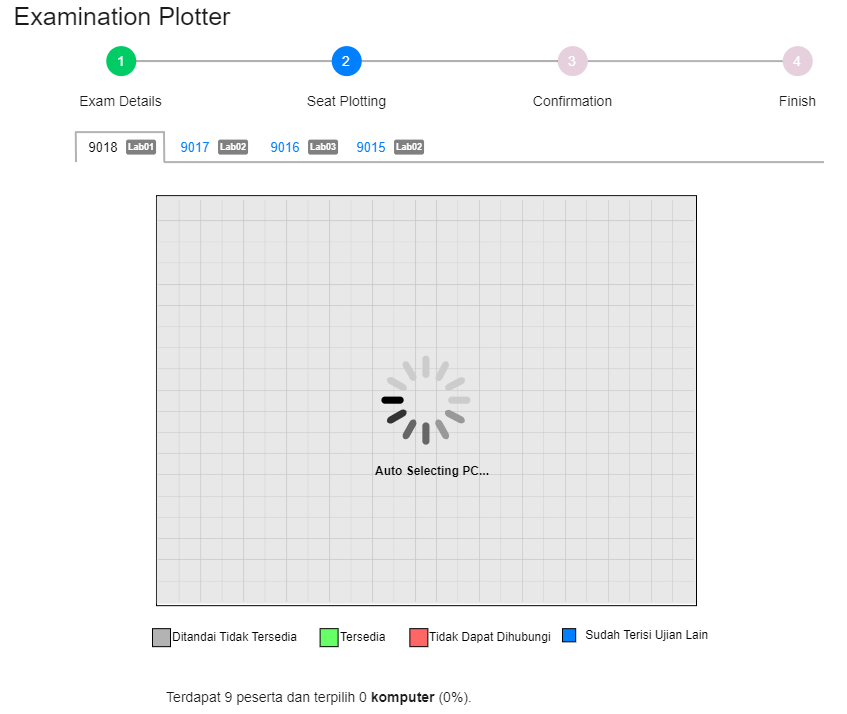 Examination Plotter
1 2 3 4
Exam Details Seat Plotting Confirmation Finish
9018 Lab01 9017 Lab02 9016 Lab03 9015 Lab02
Auto Selecting PC...
Ditandai Tidak Tersedia Tersedia Tidak Dapat Dihubungi Sudah Terisi Ujian Lain
Terdapat 9 peserta dan terpilih 0 komputer (0%).